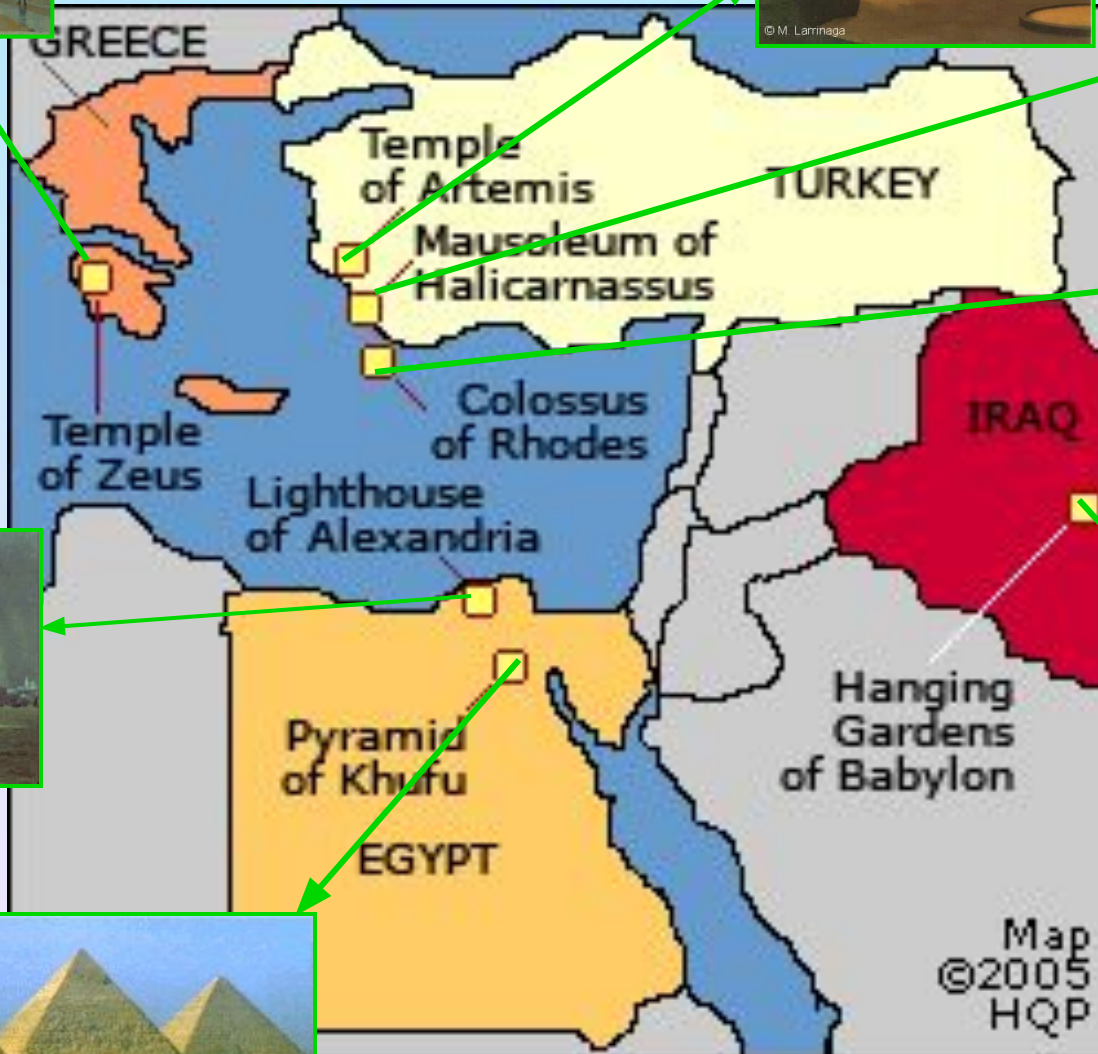 © M. Larrinaga
GREECE
Temple
of Artemis
TURKEY
Mausoleum of
Halicarnassus
Colossus
of Rhodes
IRAQ
Temple
of Zeus
Lighthouse
of Alexandria
Hanging
Gardens
of Babylon
Pyramid
of Khufu
EGYPT
Map
©2005
HQP